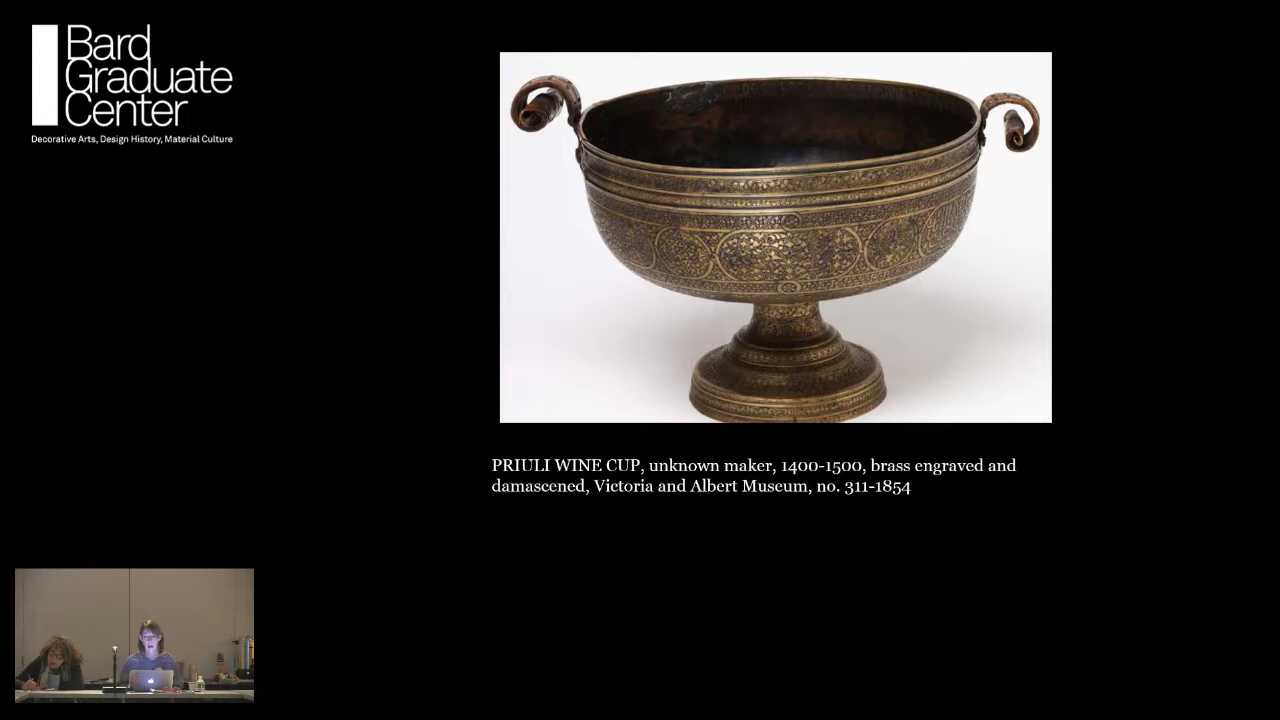 Bard
Graduate
Center
Decorative Arts, Design History, Material Culture
PRIULI WINE CUP, unknown maker, 1400-1500, brass engraved and
damascened, Victoria and Albert Museum, no. 311-1854